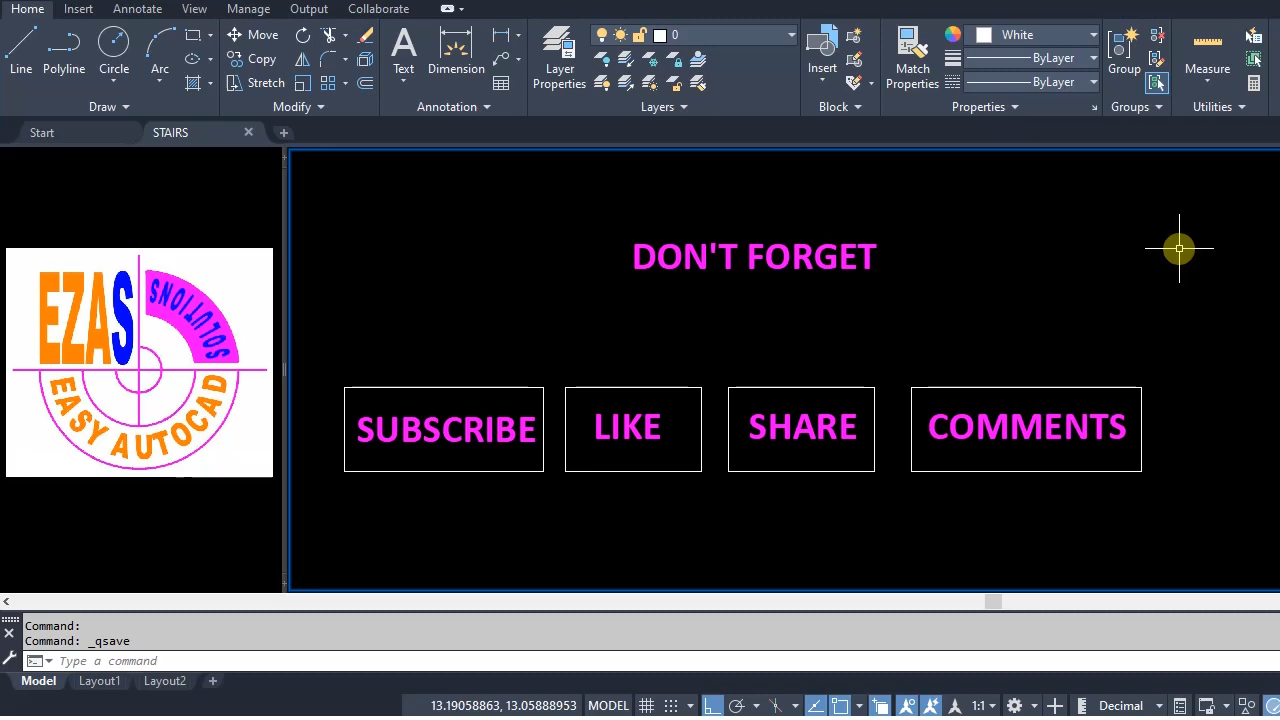 Home Insert Annotate View Manage Output Collaborate
Line Polyline Circle Arc
Move
Copy
Stretch
Text Dimension
Layer Properties
0
Insert
Match Properties
White
ByLayer
ByLayer
Group
Measure
Draw Modify Annotation Layers Block Properties Groups Utilities
Start STAIRS
EZAS
SOLUTIONS
EASY AUTOCAD
DON'T FORGET
SUBSCRIBE LIKE SHARE COMMENTS
Command:
Command: _qsave
Type a command
Model Layout1 Layout2
13.19058863, 13.05888953 MODEL 1:1 Decimal